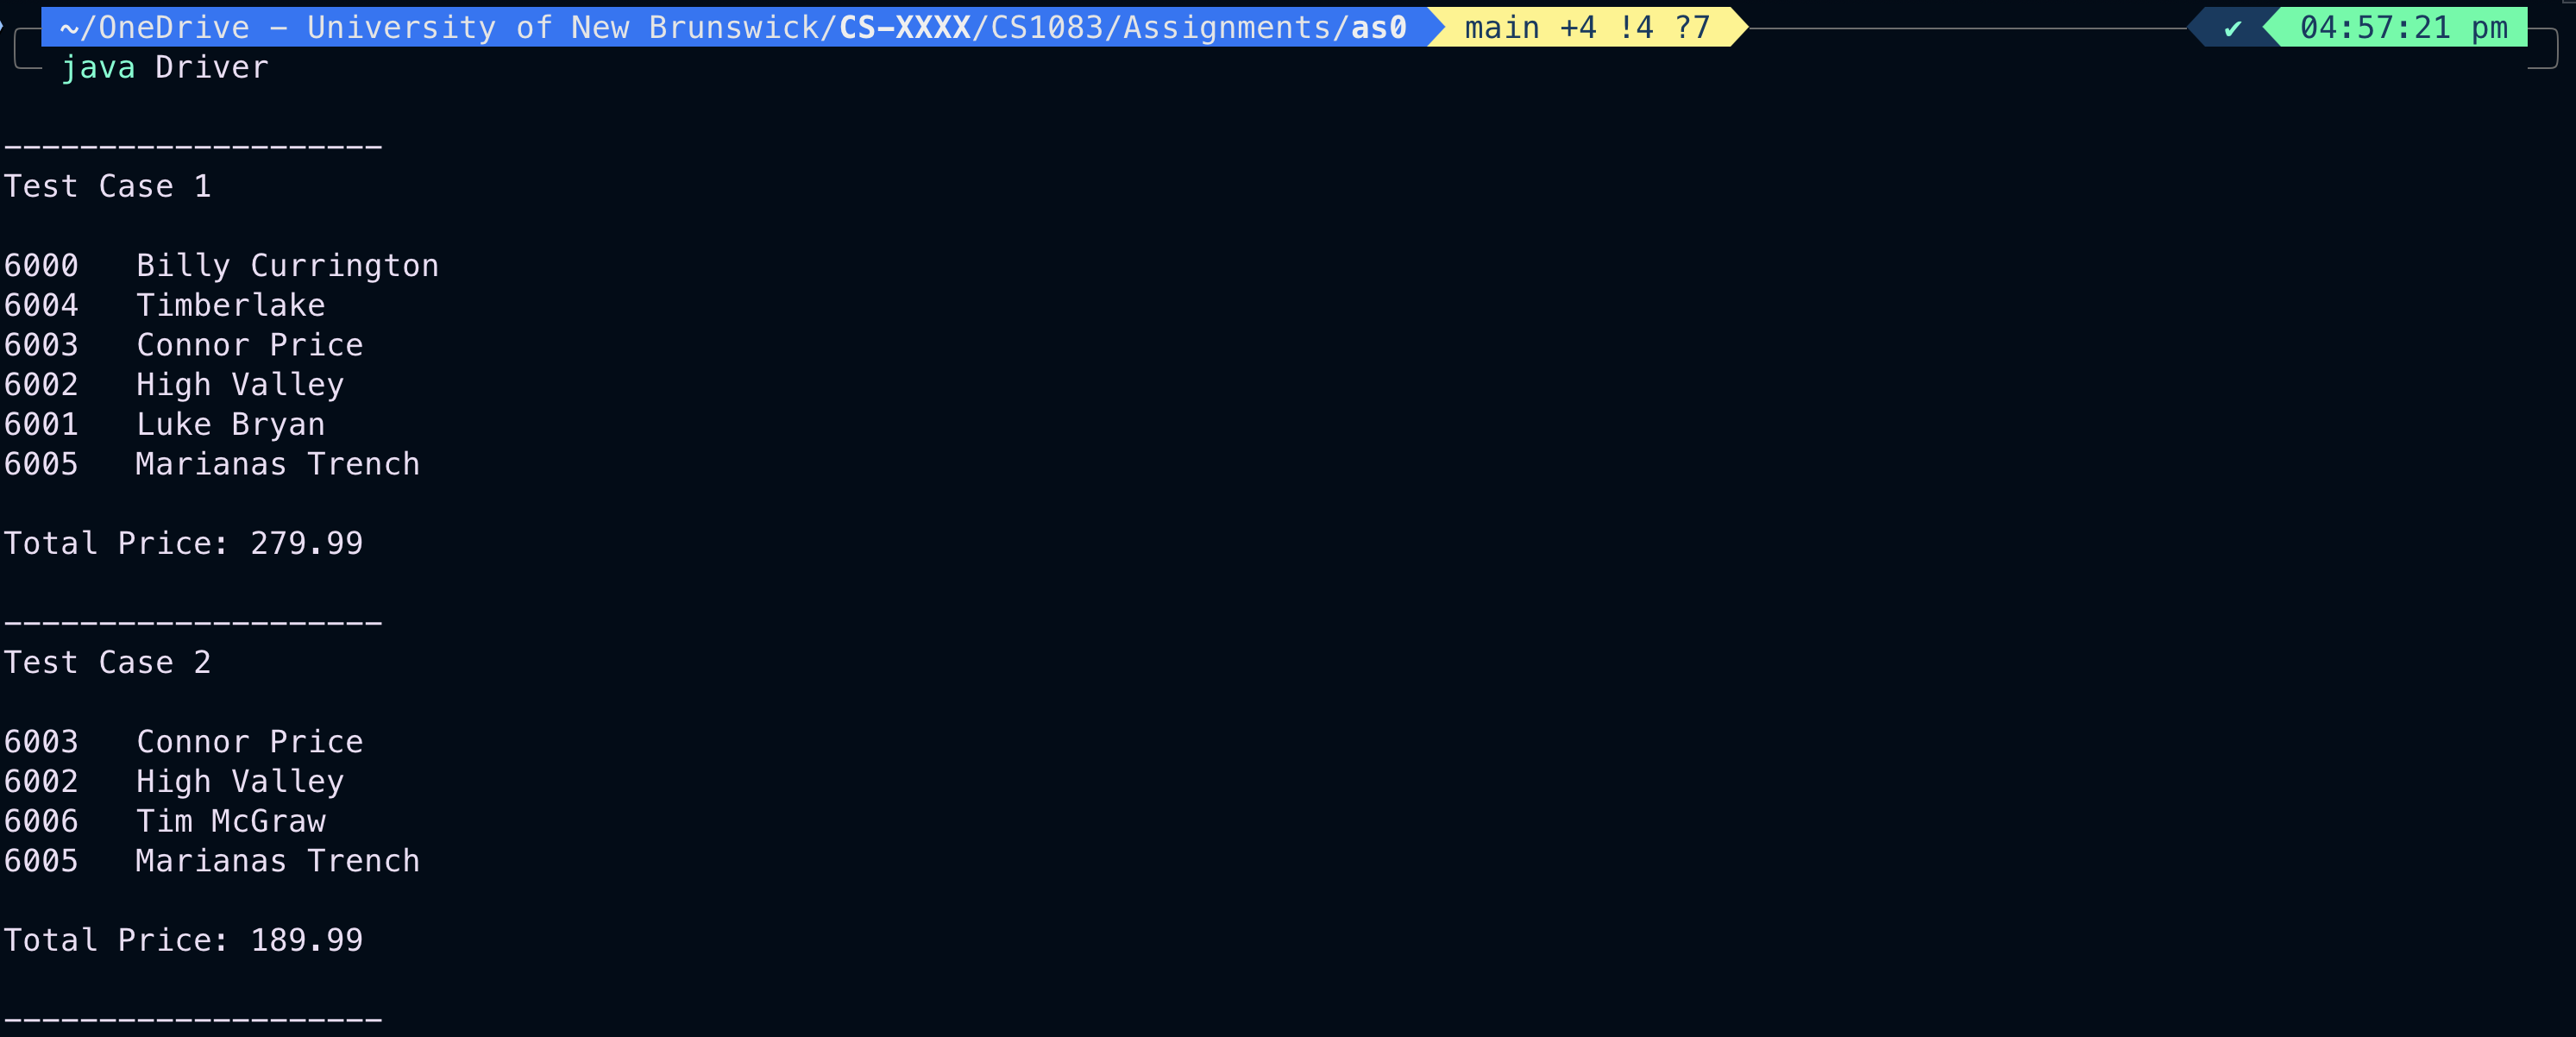 ~/OneDrive – University of New Brunswick/CS-XXXX/CS1083/Assignments/as0 main +4 !4 ?7 ✔ 04:57:21 pm
java Driver
--------------------
Test Case 1
6000   Billy Currington
6004   Timberlake
6003   Connor Price
6002   High Valley
6001   Luke Bryan
6005   Marianas Trench
Total Price: 279.99
--------------------
Test Case 2
6003   Connor Price
6002   High Valley
6006   Tim McGraw
6005   Marianas Trench
Total Price: 189.99
--------------------